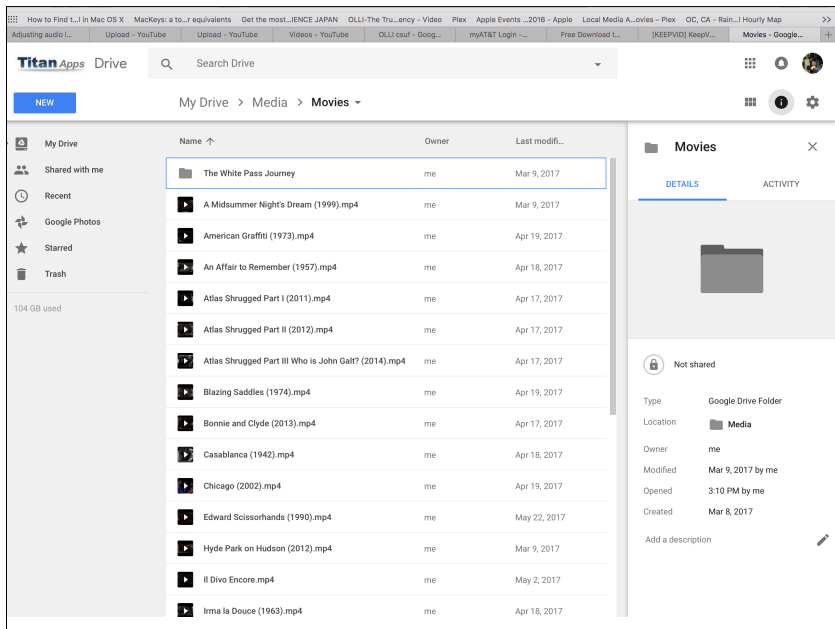 How to Find t...l in Mac OS X MacKeys: a to...r equivalents Get the most...IENCE JAPAN OLLI-The Tru...ency - Video Plex Apple Events ...2016 - Apple Local Media A...ovies – Plex OC, CA - Rain...l Hourly Map >>
Adjusting audio l... Upload - YouTube Upload - YouTube Videos - YouTube OLLI csuf - Goog... myAT&T Login -... Free Download t... [KEEPVID] KeepV... Movies - Google... +
Titan Apps Drive Search Drive
NEW My Drive > Media > Movies
My Drive
Shared with me
Recent
Google Photos
Starred
Trash
104 GB used
Name ↑ Owner Last modifi...
The White Pass Journey me Mar 9, 2017
A Midsummer Night's Dream (1999).mp4 me Mar 9, 2017
American Graffiti (1973).mp4 me Apr 19, 2017
An Affair to Remember (1957).mp4 me Apr 18, 2017
Atlas Shrugged Part I (2011).mp4 me Apr 17, 2017
Atlas Shrugged Part II (2012).mp4 me Apr 17, 2017
Atlas Shrugged Part III Who is John Galt? (2014).mp4 me Apr 17, 2017
Blazing Saddles (1974).mp4 me Apr 19, 2017
Bonnie and Clyde (2013).mp4 me Apr 17, 2017
Casablanca (1942).mp4 me Apr 18, 2017
Chicago (2002).mp4 me Apr 19, 2017
Edward Scissorhands (1990).mp4 me May 22, 2017
Hyde Park on Hudson (2012).mp4 me Mar 9, 2017
Il Divo Encore.mp4 me May 2, 2017
Irma la Douce (1963).mp4 me Apr 18, 2017
Movies
DETAILS ACTIVITY
Not shared
Type Google Drive Folder
Location Media
Owner me
Modified Mar 9, 2017 by me
Opened 3:10 PM by me
Created Mar 8, 2017
Add a description